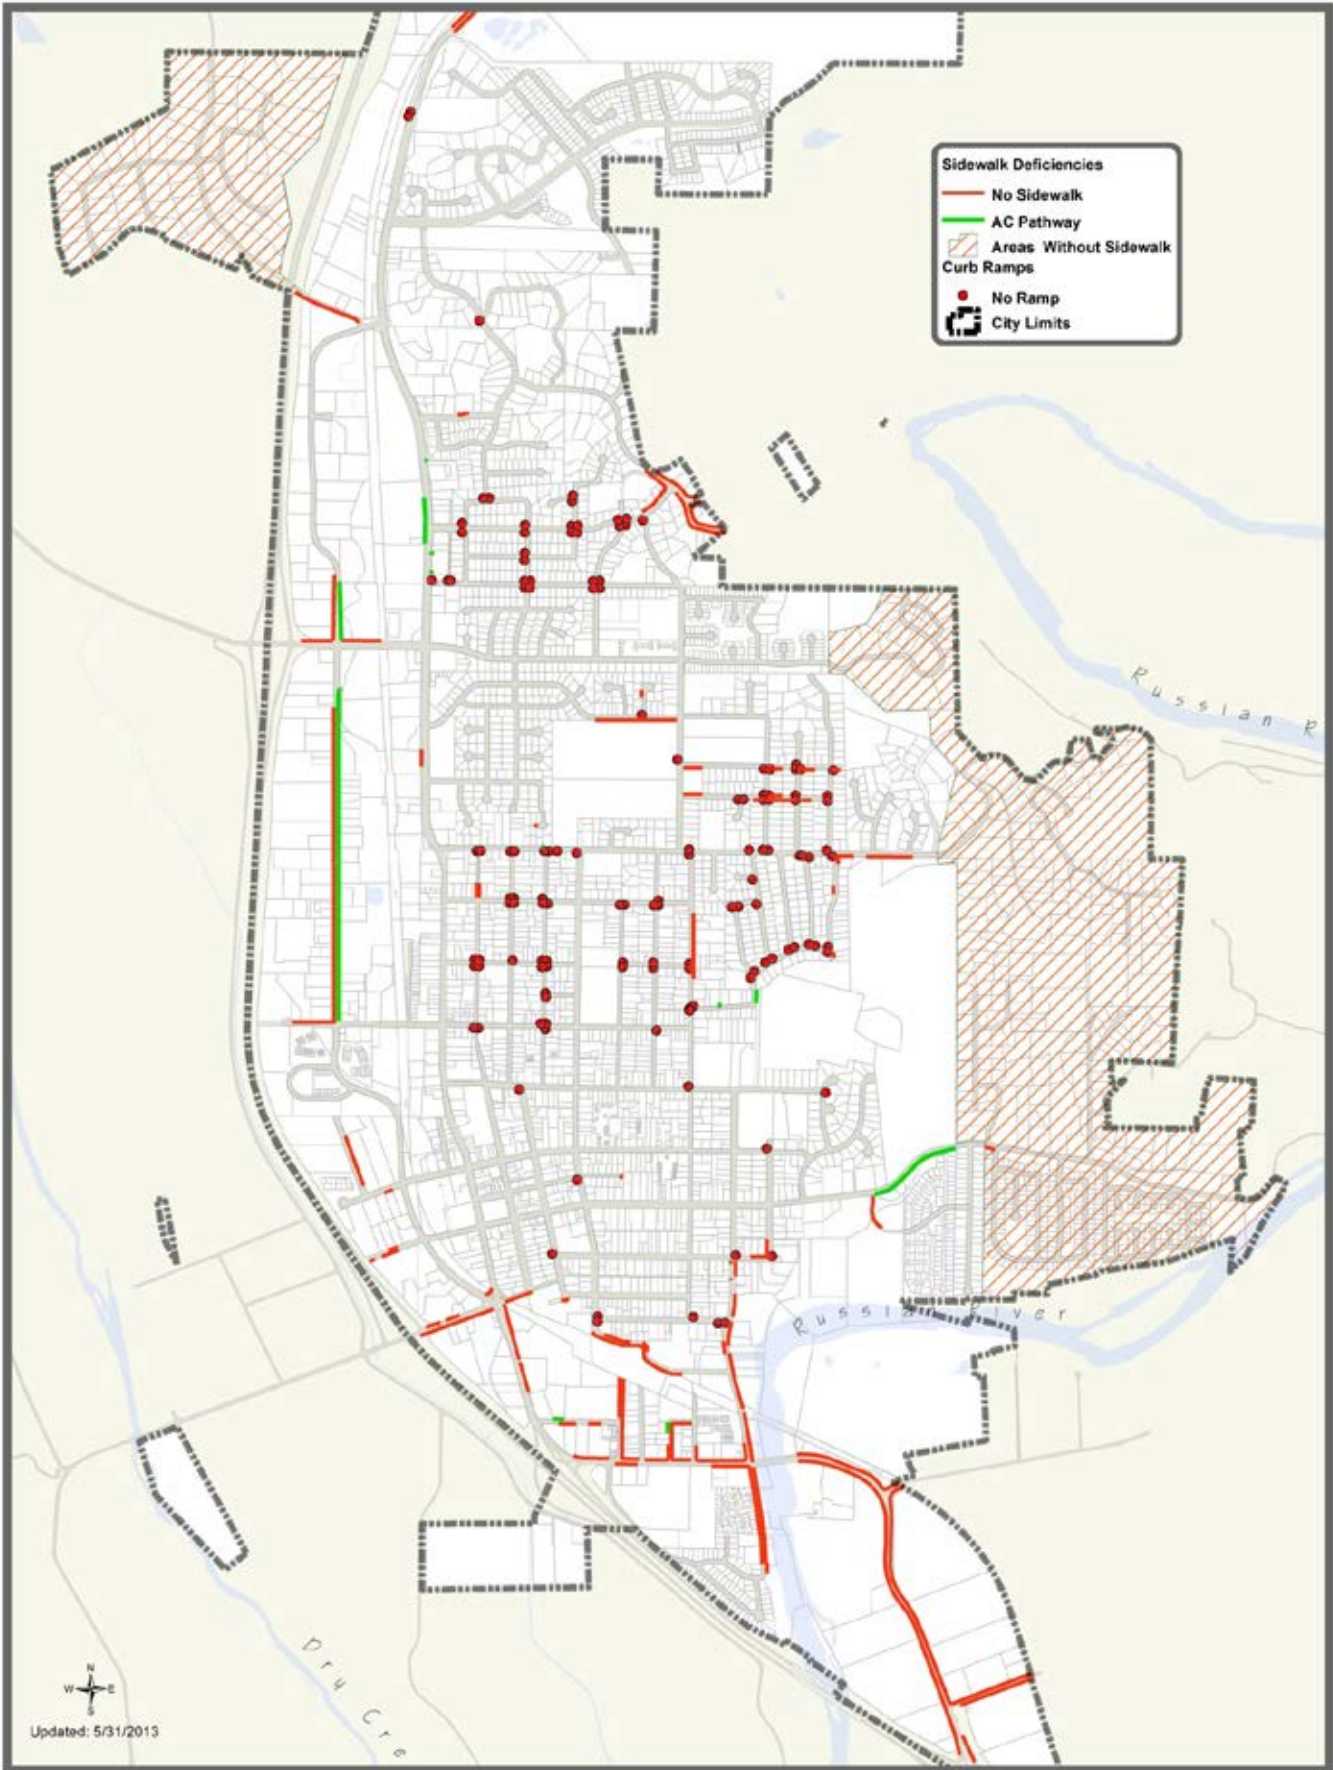 Sidewalk Deficiencies
No Sidewalk
AC Pathway
Areas Without Sidewalk
Curb Ramps
No Ramp
City Limits
Russian R
Russian River
Dry Cre
N
W E
S
Updated: 5/31/2013